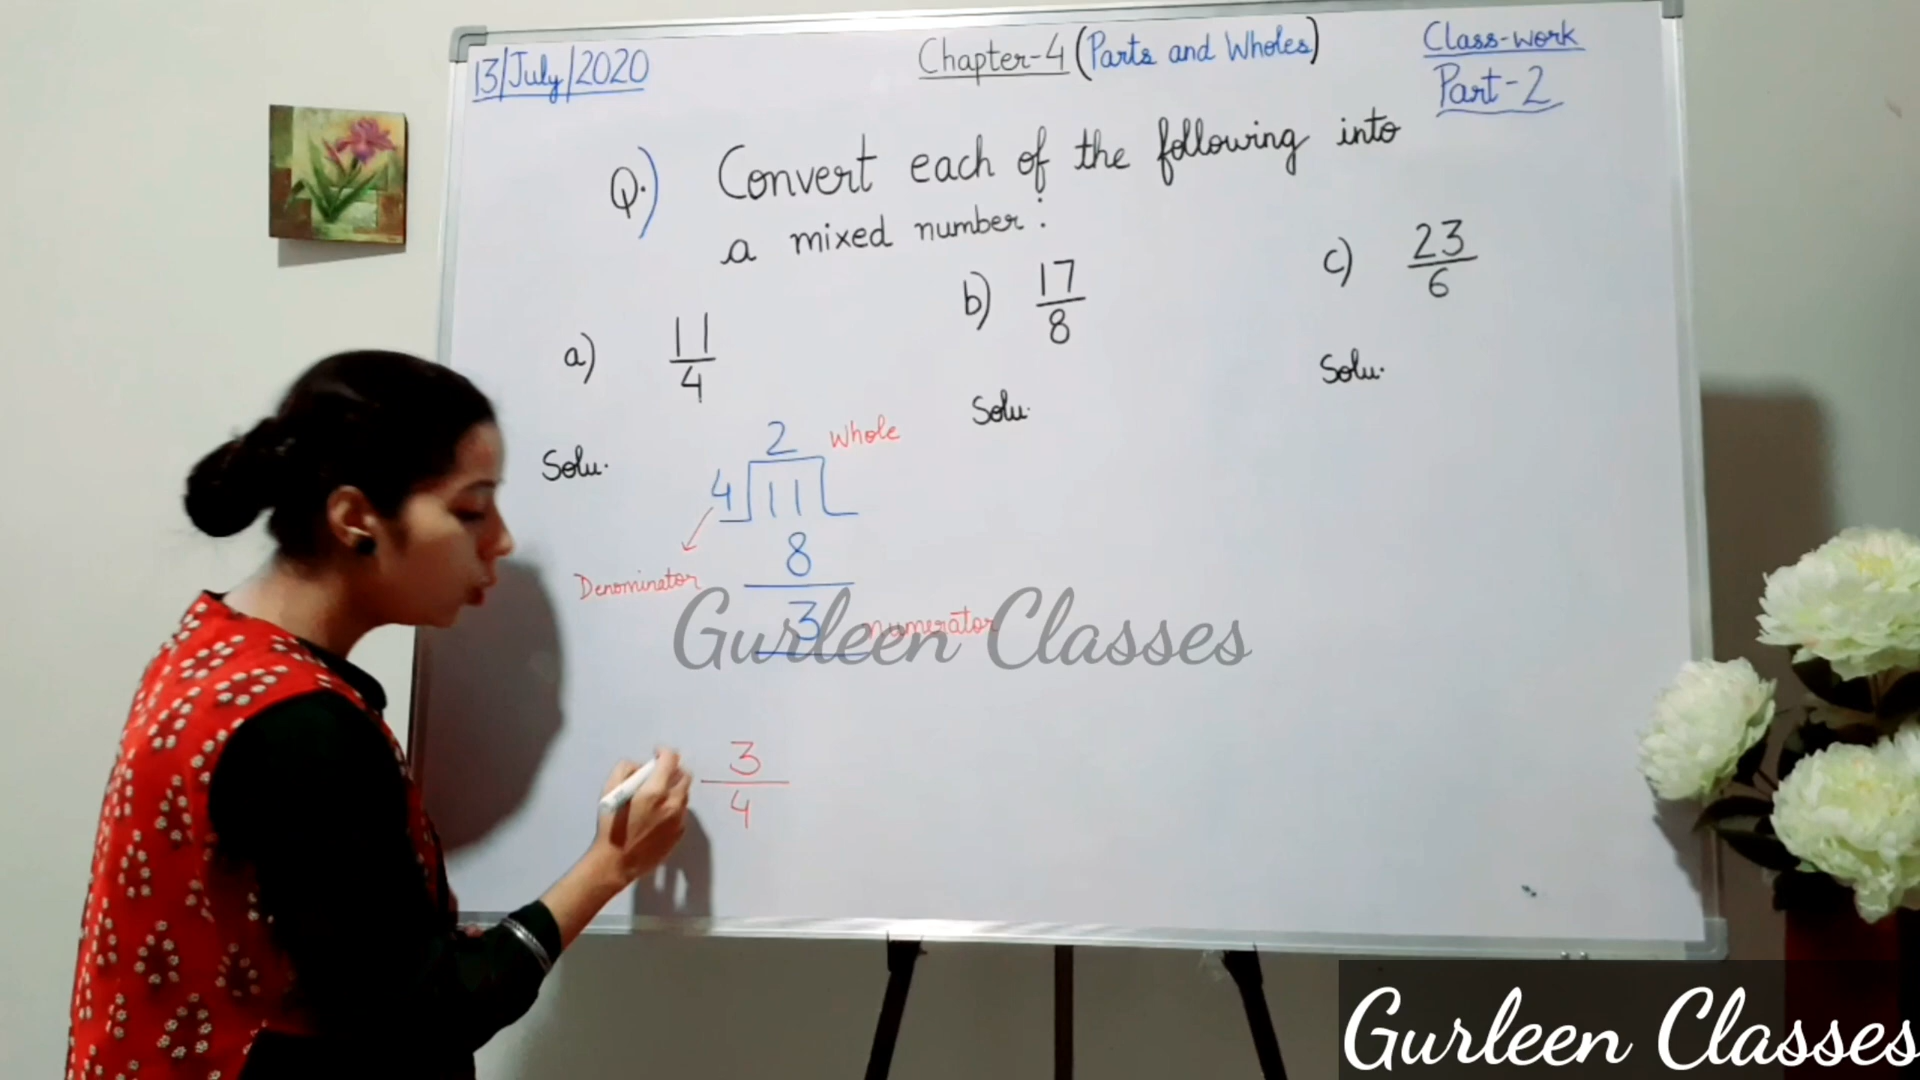 13/July/2020
Chapter-4 (Parts and Wholes)
Class-work
Part-2
Q.) Convert each of the following into
a mixed number:
a) 11/4
b) 17/8
c) 23/6
Solu.
Solu.
Solu.
2 Whole
4 11
8
Denominator
3 numerator
3/4
Gurleen Classes
Gurleen Classes